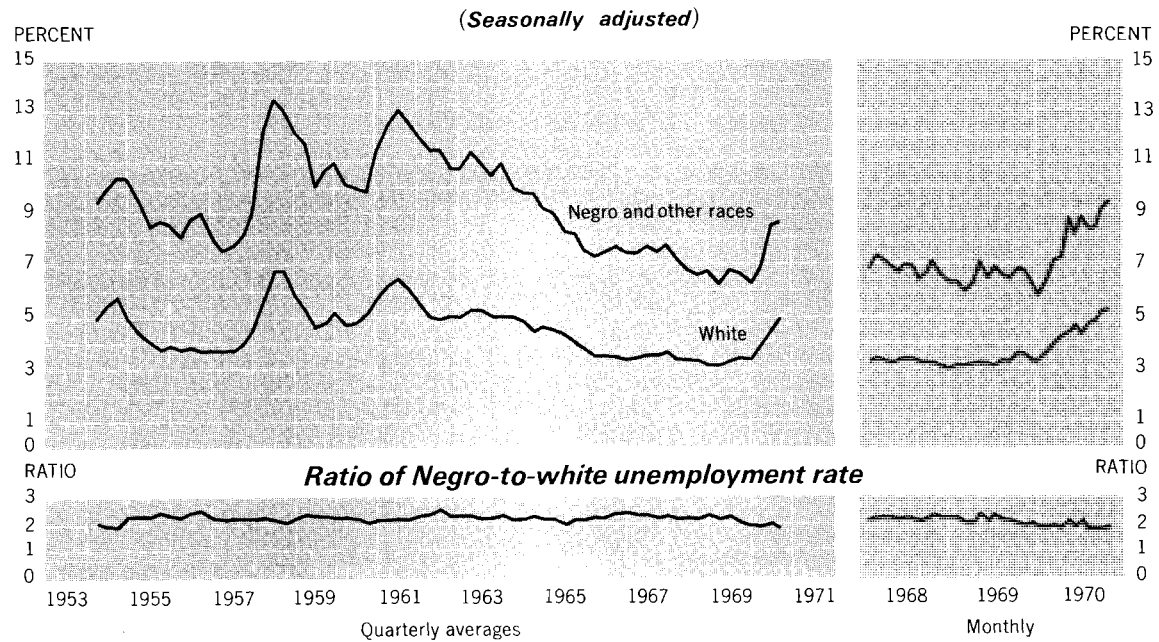 (Seasonally adjusted)
PERCENT
PERCENT
15
13
11
9
7
5
3
1
0
15
13
11
9
7
5
3
1
0
Negro and other races
White
RATIO
Ratio of Negro-to-white unemployment rate
RATIO
3
2
1
0
3
2
1
0
1953 1955 1957 1959 1961 1963 1965 1967 1969 1971 1968 1969 1970
Quarterly averages
Monthly